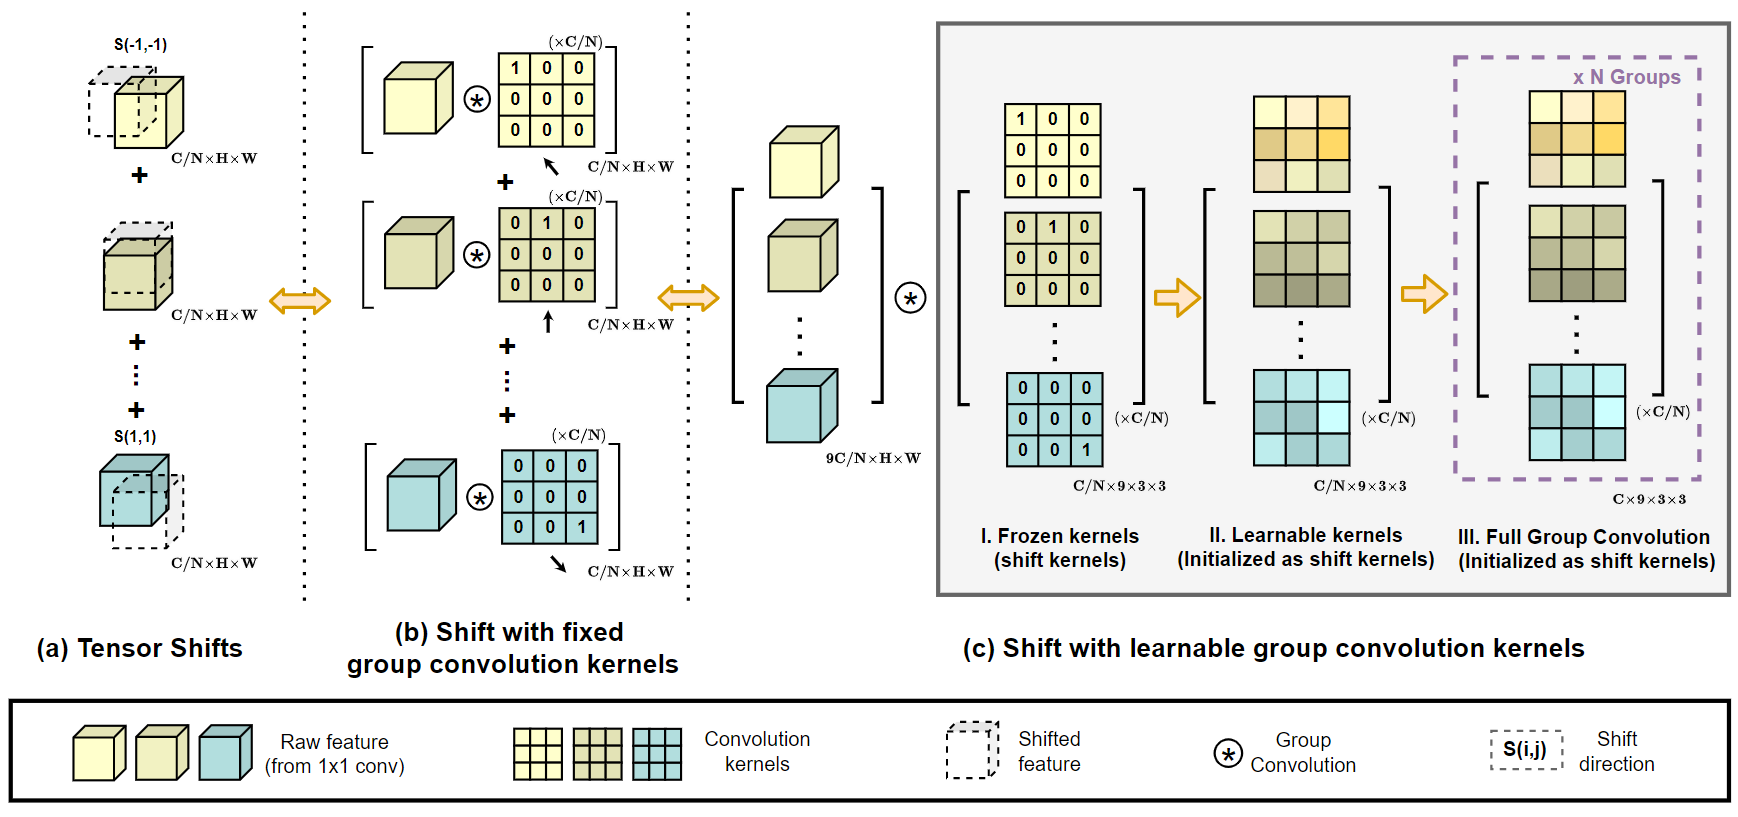 S(-1,-1)
C/N×H×W
+
C/N×H×W
+
+
S(1,1)
C/N×H×W
(a) Tensor Shifts
(×C/N)
1 0 0
0 0 0
0 0 0
C/N×H×W
+
(×C/N)
0 1 0
0 0 0
0 0 0
C/N×H×W
+
+
(×C/N)
0 0 0
0 0 0
0 0 1
C/N×H×W
(b) Shift with fixed
group convolution kernels
9C/N×H×W
1 0 0
0 0 0
0 0 0
0 1 0
0 0 0
0 0 0
0 0 0
0 0 0
0 0 1
(×C/N)
C/N×9×3×3
I. Frozen kernels
(shift kernels)
(×C/N)
C/N×9×3×3
II. Learnable kernels
(Initialized as shift kernels)
x N Groups
(×C/N)
C×9×3×3
III. Full Group Convolution
(Initialized as shift kernels)
(c) Shift with learnable group convolution kernels
Raw feature
(from 1x1 conv)
Convolution
kernels
Shifted
feature
Group
Convolution
S(i,j)
Shift
direction